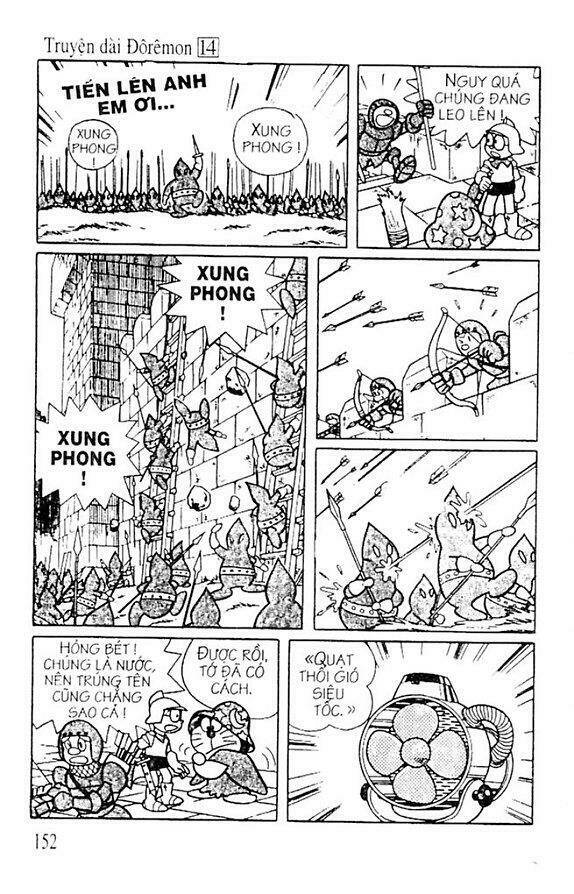 Truyện dài Đôrêmon 14
TIẾN LÊN ANH
EM ƠI...
XUNG
PHONG
!
XUNG
PHONG !
NGUY QUÁ
CHÚNG ĐANG
LEO LÊN !
XUNG
PHONG
!
XUNG
PHONG
!
HỎNG BÉT !
CHÚNG LÀ NƯỚC,
NÊN TRÚNG TÊN
CŨNG CHẲNG
SAO CẢ !
ĐƯỢC RỒI,
TỚ ĐÃ CÓ
CÁCH.
«QUẠT
THỔI GIÓ
SIÊU
TỐC.»
152